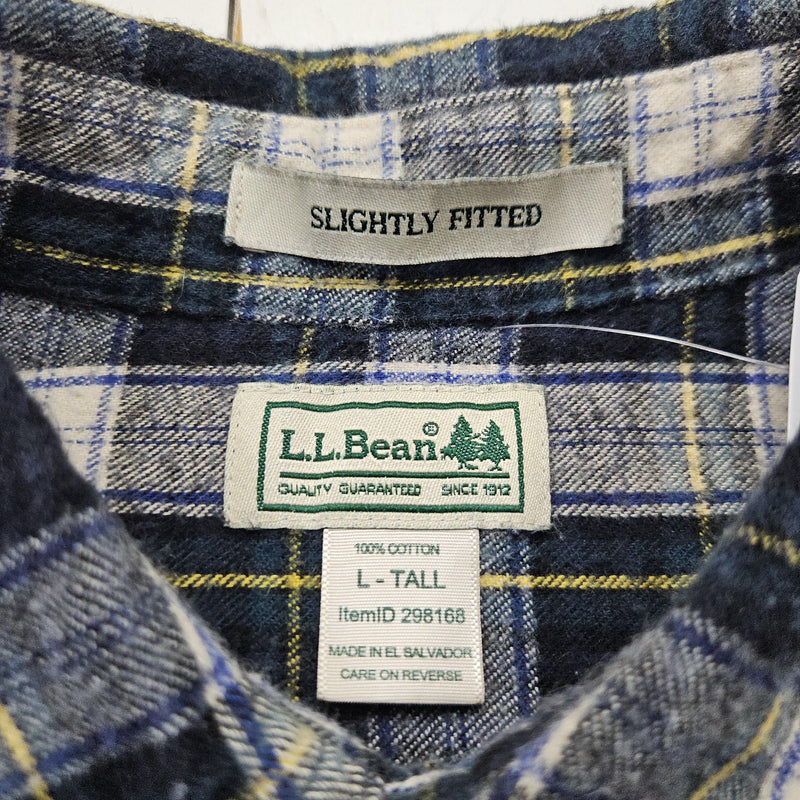 SLIGHTLY FITTED
L.L.Bean®
QUALITY GUARANTEED SINCE 1912
100% COTTON
L - TALL
ItemID 298168
MADE IN EL SALVADOR
CARE ON REVERSE